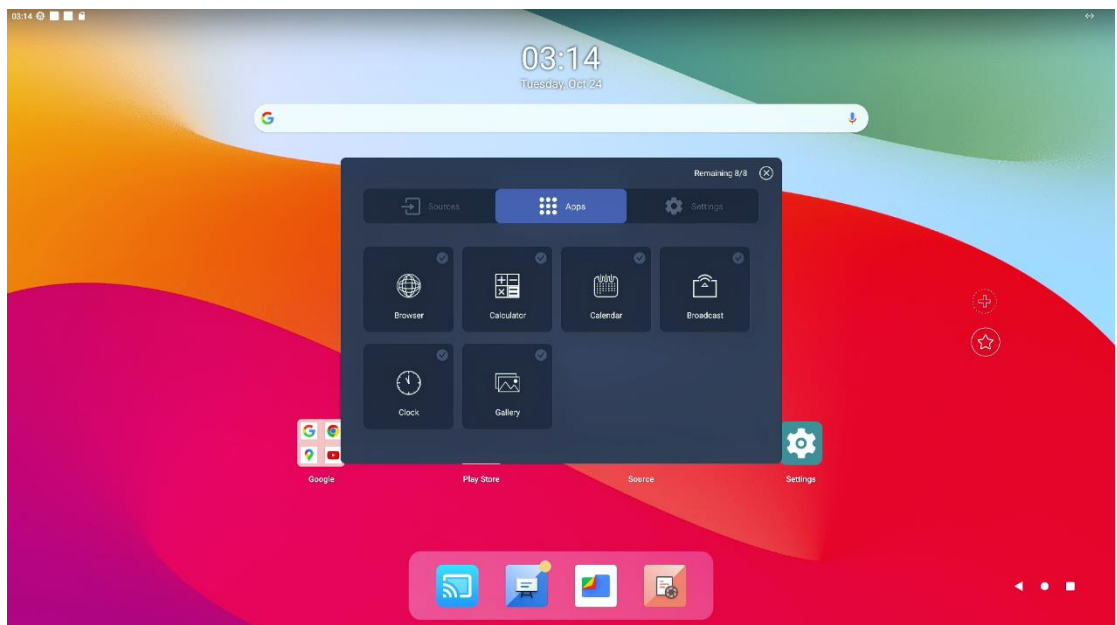 03:14
03:14
Tuesday, Oct 24
Remaining 8/8
Sources Apps Settings
Browser Calculator Calendar Broadcast
Clock Gallery
Google Play Store Source Settings